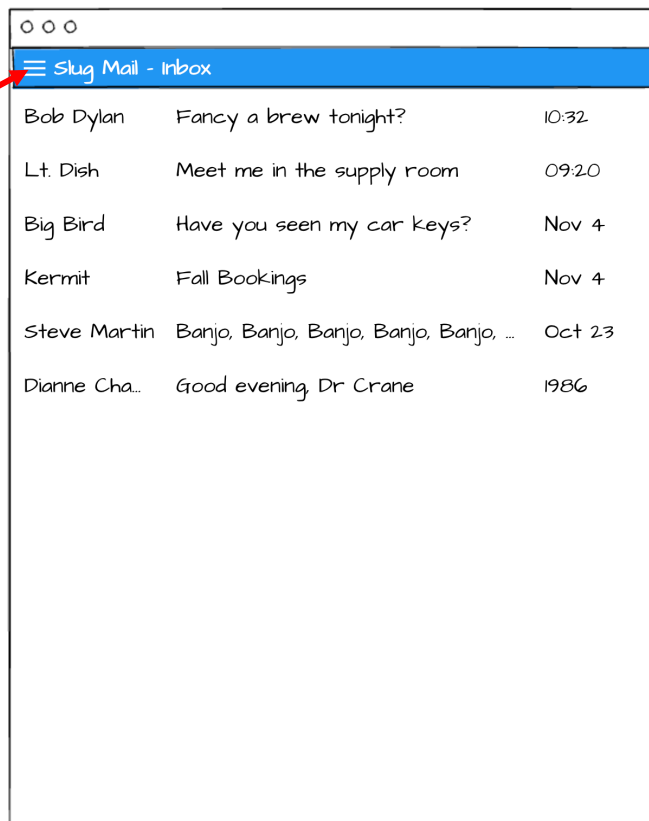 Slug Mail - Inbox
Bob Dylan Fancy a brew tonight? 10:32
Lt. Dish Meet me in the supply room 09:20
Big Bird Have you seen my car keys? Nov 4
Kermit Fall Bookings Nov 4
Steve Martin Banjo, Banjo, Banjo, Banjo, Banjo, ... Oct 23
Dianne Cha... Good evening, Dr Crane 1986